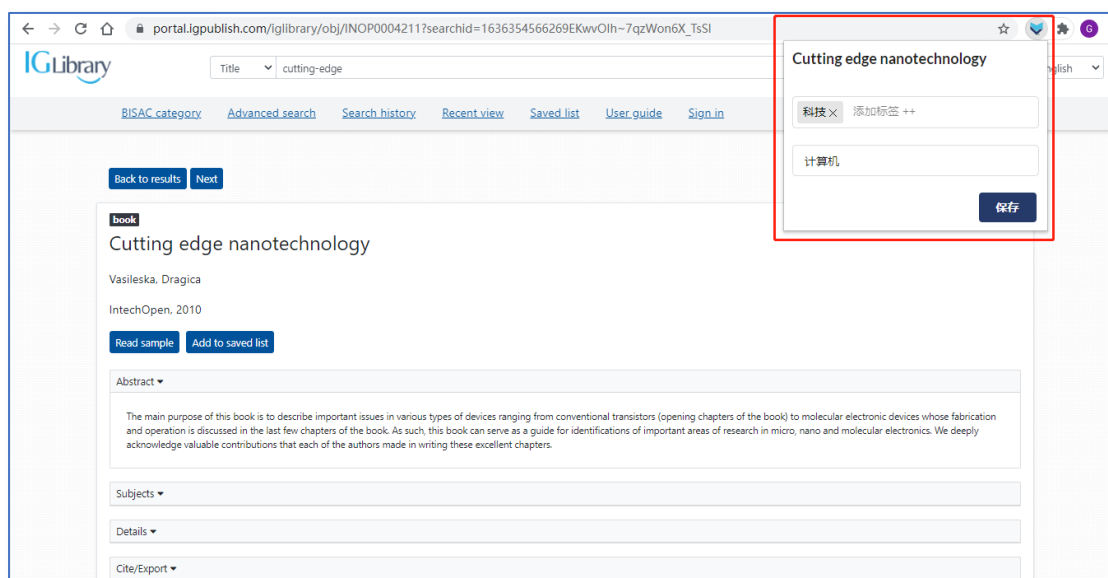 portal.igpublish.com/iglibrary/obj/INOP0004211?searchid=1636354566269EKwvOlh~7qzWon6X_TsSI
G
IGLibrary
Title
cutting-edge
nglish
Cutting edge nanotechnology
科技
添加标签 ++
计算机
保存
BISAC category Advanced search Search history Recent view Saved list User guide Sign in
Back to results Next
book
Cutting edge nanotechnology
Vasileska, Dragica
IntechOpen, 2010
Read sample Add to saved list
Abstract
The main purpose of this book is to describe important issues in various types of devices ranging from conventional transistors (opening chapters of the book) to molecular electronic devices whose fabrication
and operation is discussed in the last few chapters of the book. As such, this book can serve as a guide for identifications of important areas of research in micro, nano and molecular electronics. We deeply
acknowledge valuable contributions that each of the authors made in writing these excellent chapters.
Subjects
Details
Cite/Export